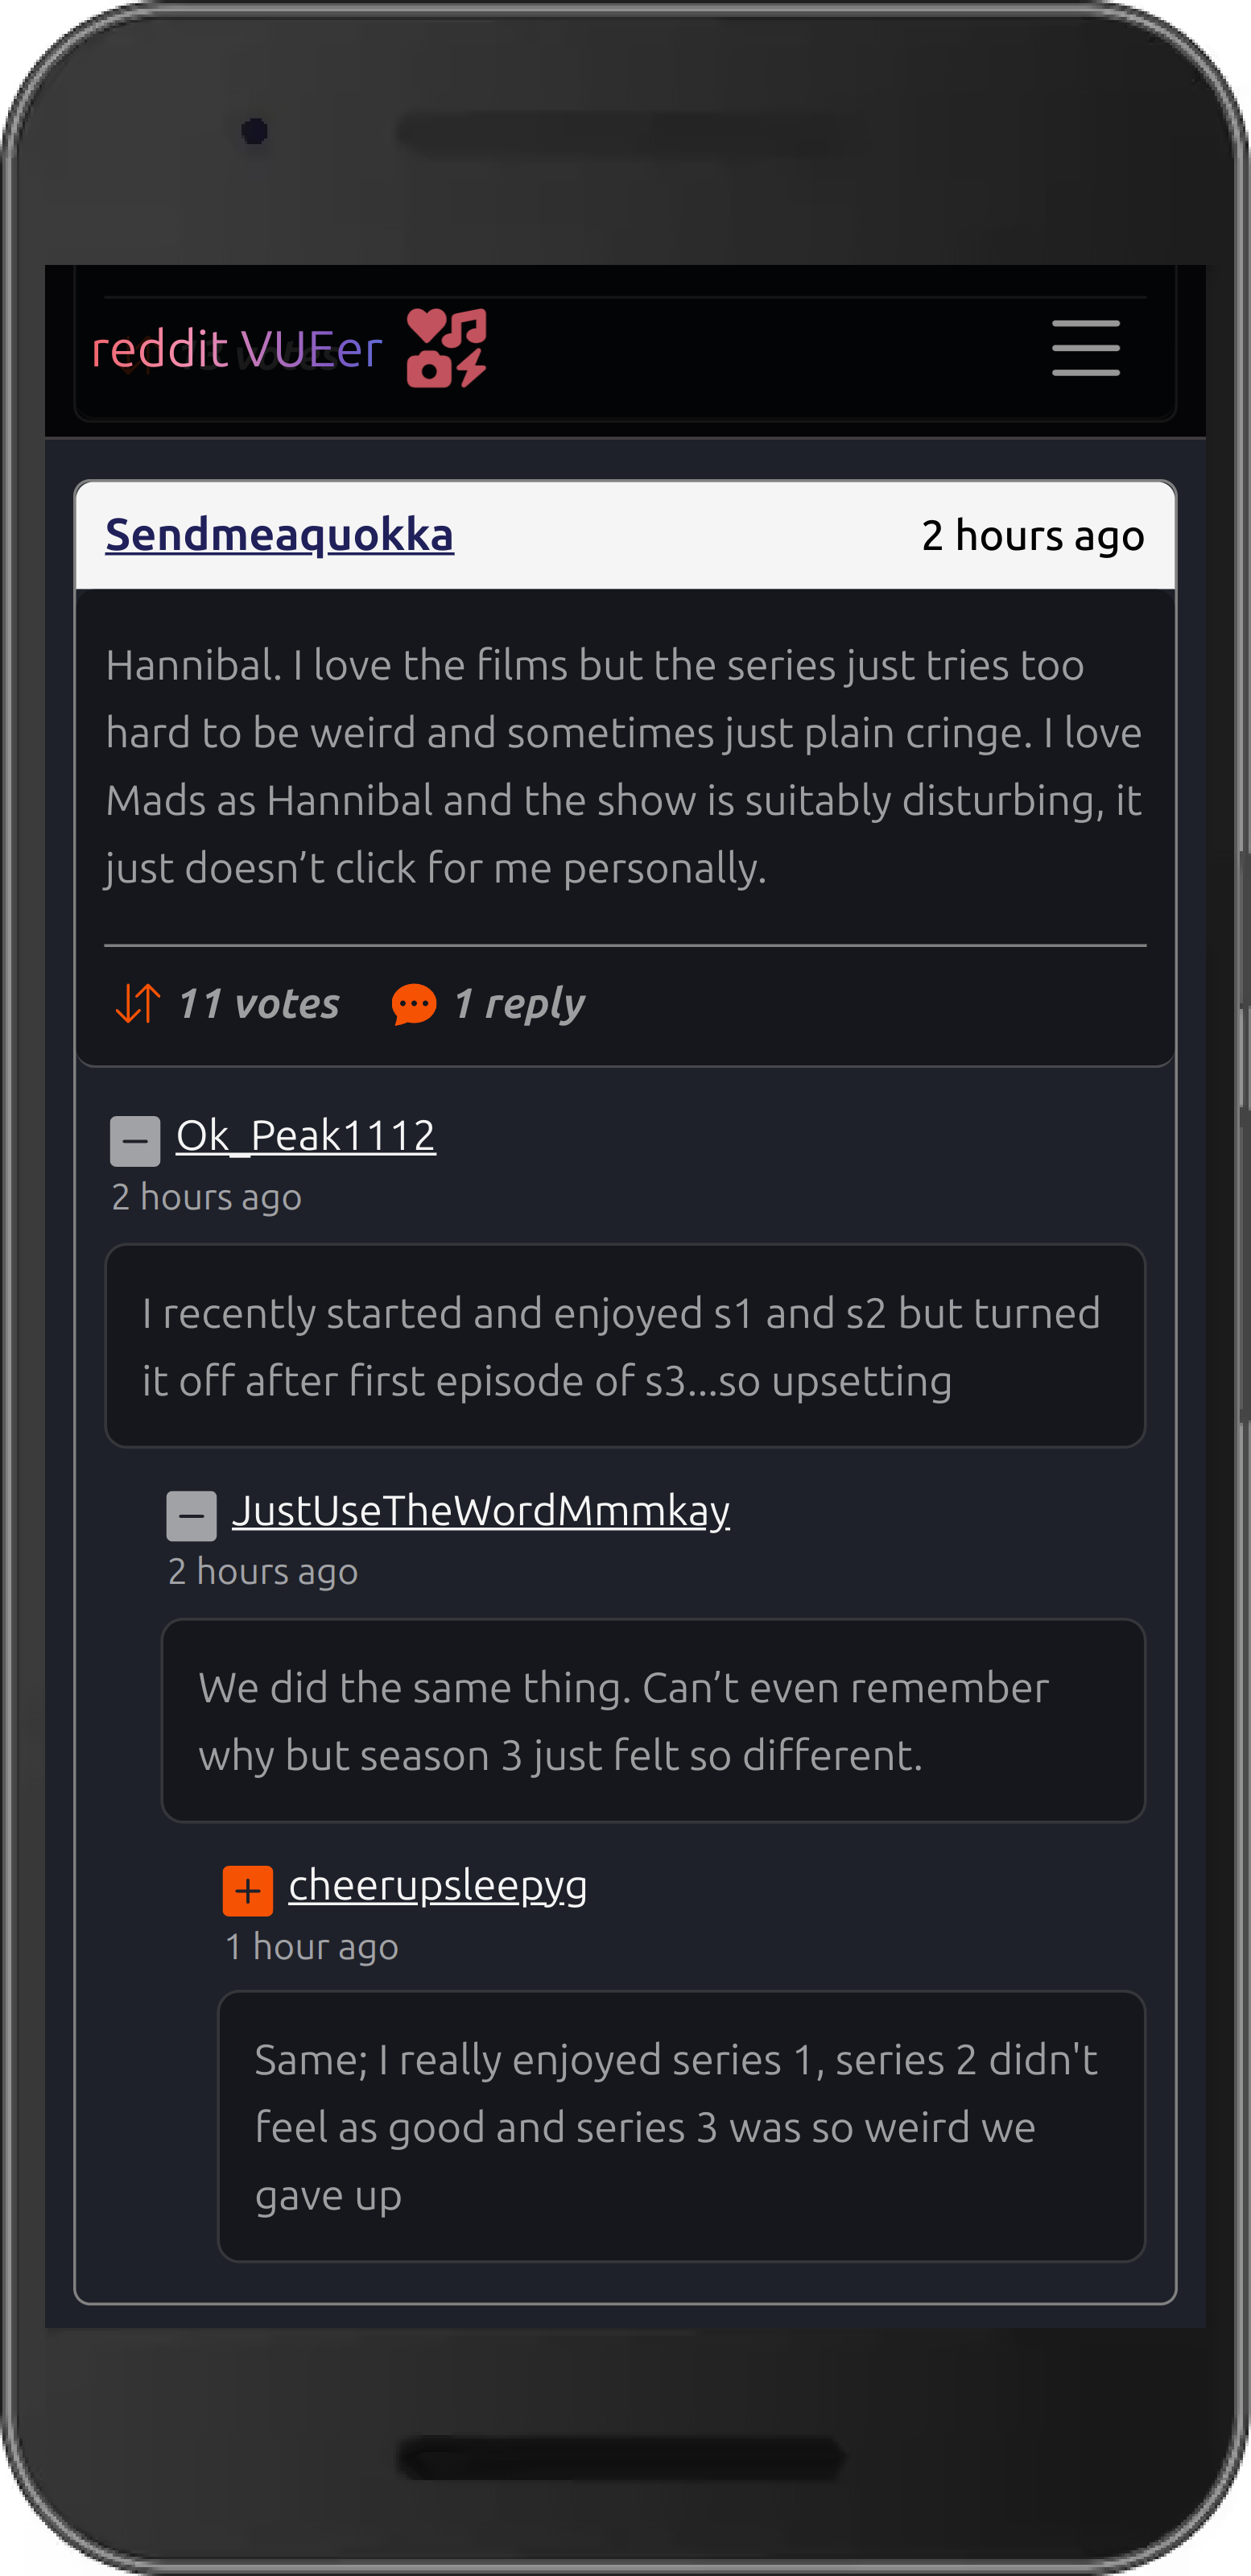 reddit VUEer
Sendmeaquokka 2 hours ago
Hannibal. I love the films but the series just tries too
hard to be weird and sometimes just plain cringe. I love
Mads as Hannibal and the show is suitably disturbing, it
just doesn’t click for me personally.
11 votes 1 reply
Ok_Peak1112
2 hours ago
I recently started and enjoyed s1 and s2 but turned
it off after first episode of s3...so upsetting
JustUseTheWordMmmkay
2 hours ago
We did the same thing. Can’t even remember
why but season 3 just felt so different.
cheerupsleepyg
1 hour ago
Same; I really enjoyed series 1, series 2 didn't
feel as good and series 3 was so weird we
gave up